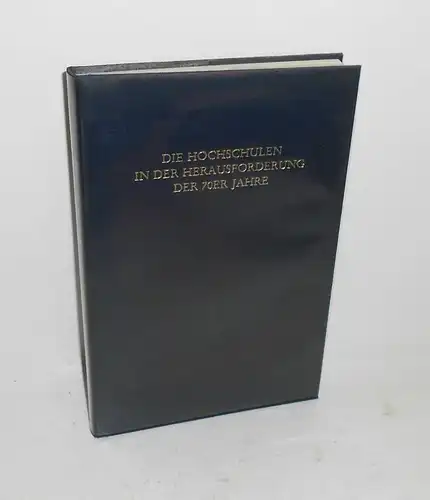 DIE HOCHSCHULEN
IN DER HERAUSFORDERUNG
DER 70ER JAHRE